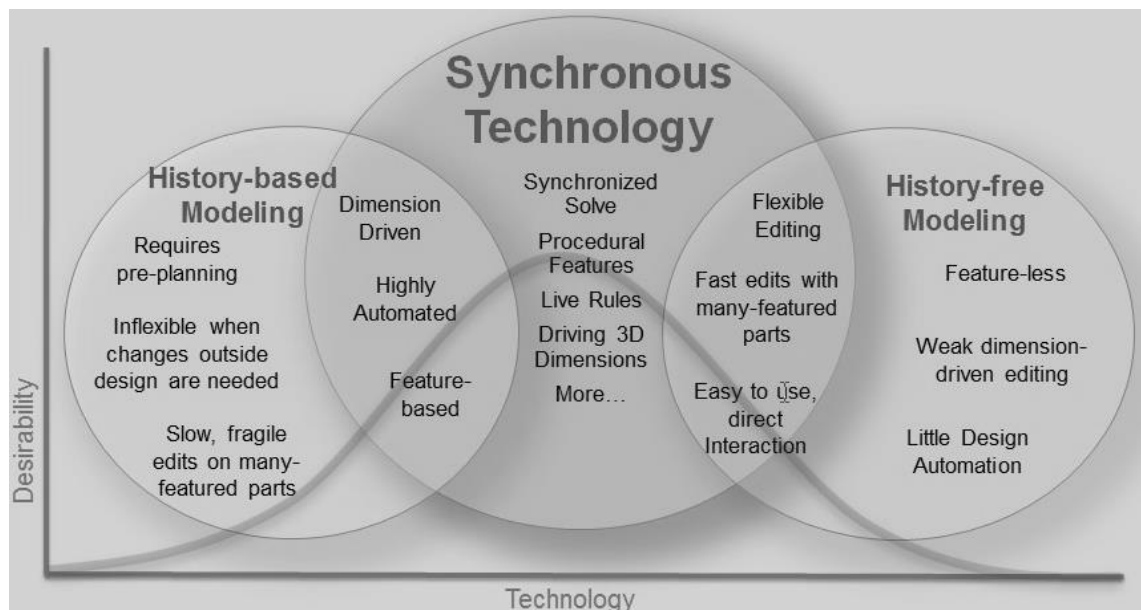 Synchronous
Technology
History-based
Modeling
Requires
pre-planning
Inflexible when
changes outside
design are needed
Slow, fragile
edits on many-
featured parts
Dimension
Driven
Highly
Automated
Feature-
based
Synchronized
Solve
Procedural
Features
Live Rules
Driving 3D
Dimensions
More...
Flexible
Editing
Fast edits with
many-featured
parts
Easy to use,
direct
Interaction
History-free
Modeling
Feature-less
Weak dimension-
driven editing
Little Design
Automation
Desirability
Technology